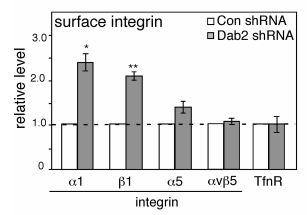 surface integrin
Con shRNA
Dab2 shRNA
relative level
3.0
2.0
1.0
0
*
**
α1
β1
α5
αvβ5
TfnR
integrin